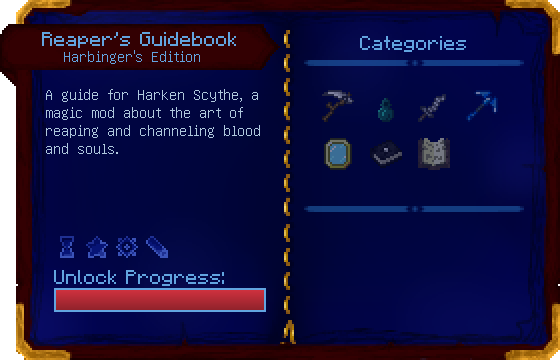 Reaper's Guidebook
Harbinger's Edition
A guide for Harken Scythe, a
magic mod about the art of
reaping and channeling blood
and souls.
Unlock Progress:
Categories